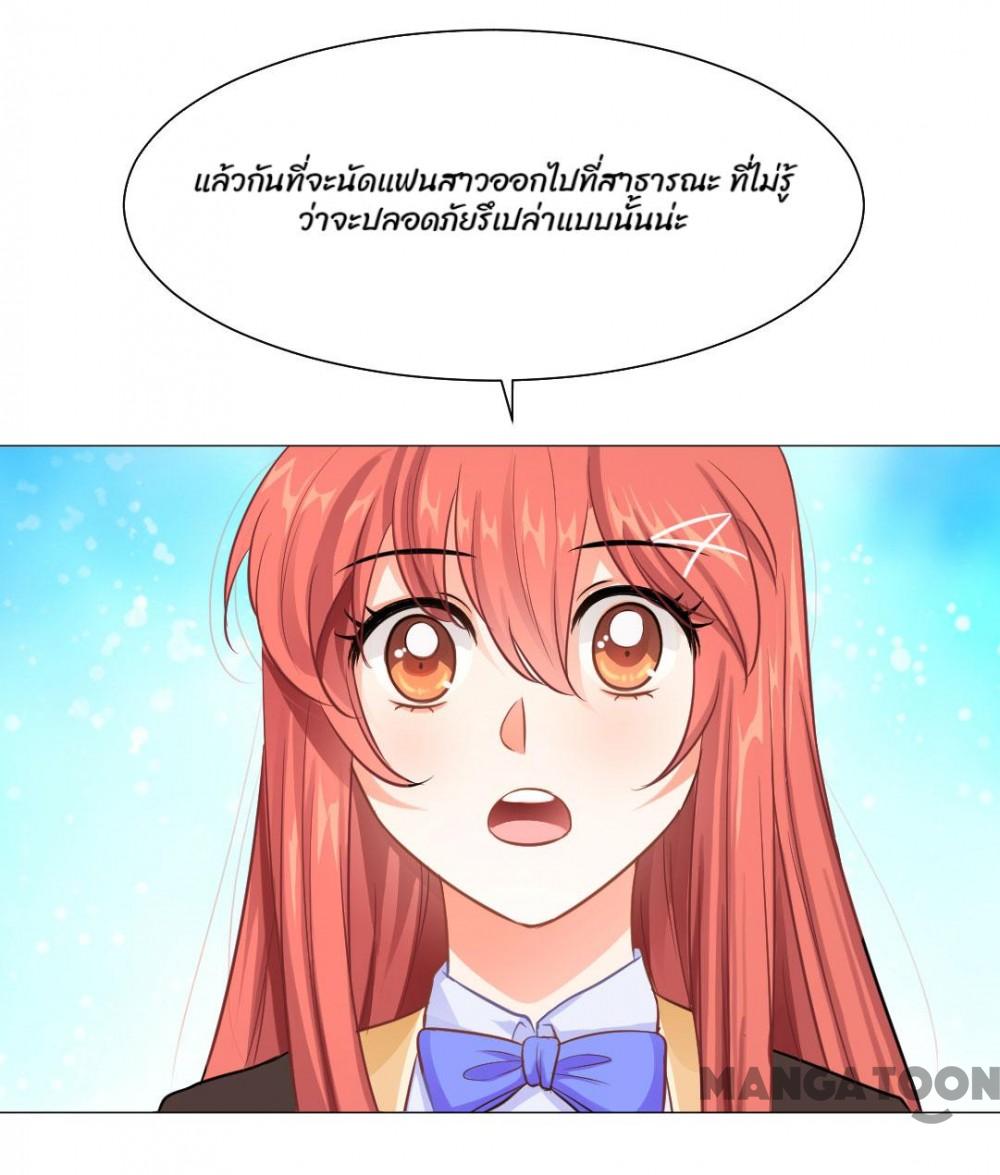 แล้วกันที่จะนัดแฟนสาวออกไปที่สาธารณะ ที่ไม่รู้
ว่าจะปลอดภัยรึเปล่าแบบนั้นน่ะ
MANGA TOON